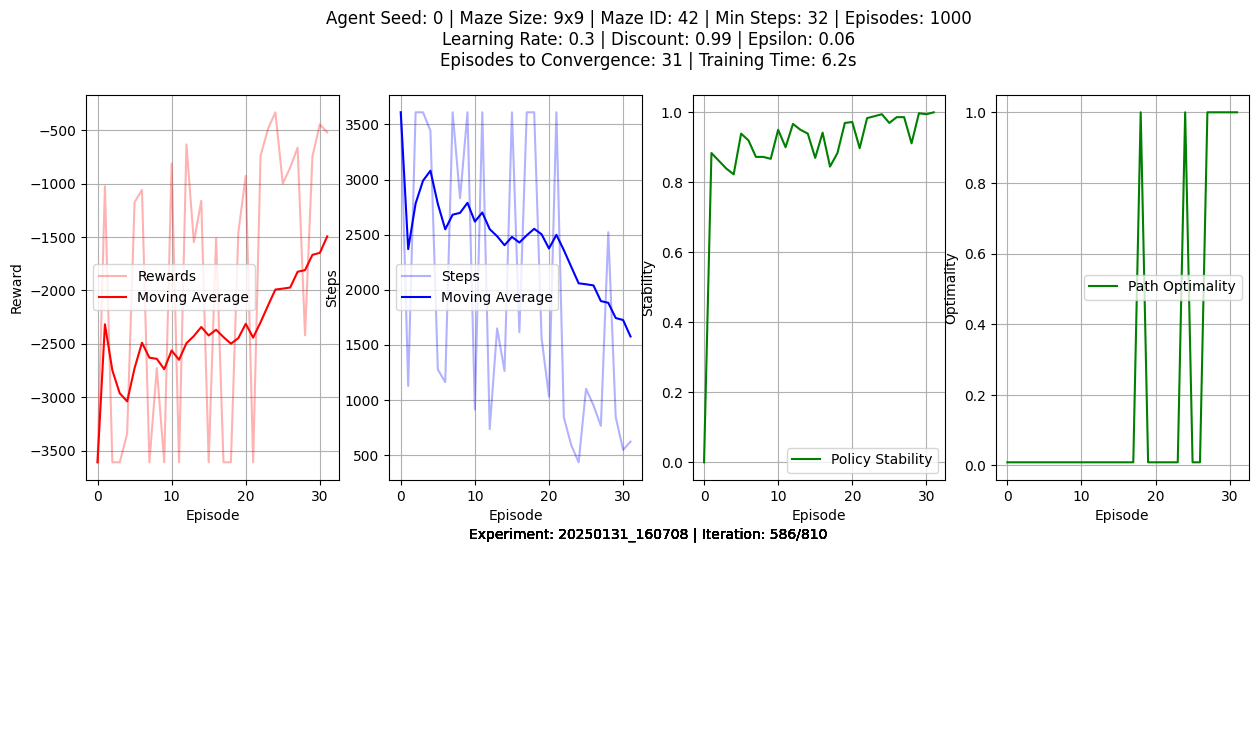 Agent Seed: 0 | Maze Size: 9x9 | Maze ID: 42 | Min Steps: 32 | Episodes: 1000
Learning Rate: 0.3 | Discount: 0.99 | Epsilon: 0.06
Episodes to Convergence: 31 | Training Time: 6.2s
Reward
−500
−1000
−1500
−2000
−2500
−3000
−3500
Rewards
Moving Average
0
10
20
30
Episode
Steps
3500
3000
2500
2000
1500
1000
500
Steps
Moving Average
0
10
20
30
Episode
Stability
1.0
0.8
0.6
0.4
0.2
0.0
Policy Stability
0
10
20
30
Episode
Optimality
1.0
0.8
0.6
0.4
0.2
0.0
Path Optimality
0
10
20
30
Episode
Experiment: 20250131_160708 | Iteration: 586/810